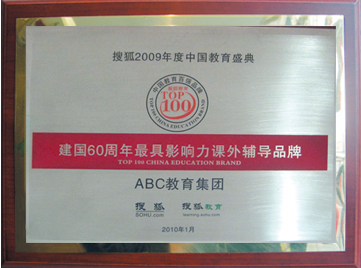 搜狐2009年度中国教育盛典
中国教育百强品牌
TOP
100
TOP 100 CHINA EDUCATION BRAND
建国60周年最具影响力课外辅导品牌
TOP 100 CHINA EDUCATION BRAND
ABC教育集团
搜狐 搜狐教育
SOHU.com learning.sohu.com
2010年1月